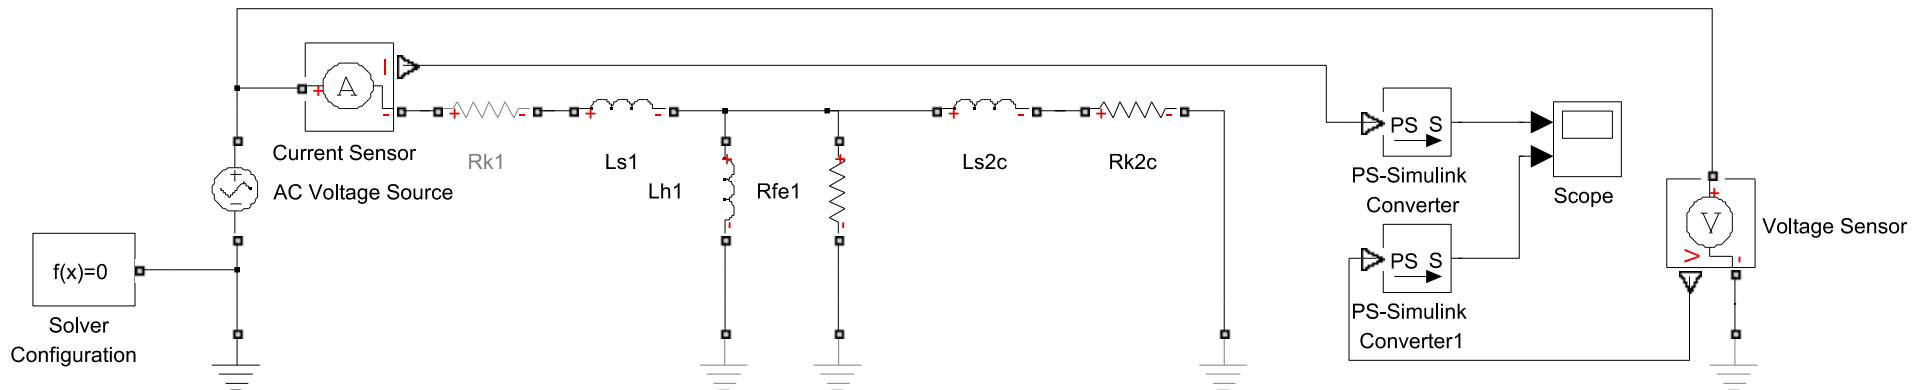 I
A
+
-
Current Sensor
+
-
Rk1
+
-
Ls1
+
-
Ls2c
+
-
Rk2c
AC Voltage Source
+
-
Lh1
+
-
Rfe1
PS S
PS-Simulink
Converter
Scope
PS S
PS-Simulink
Converter1
+
V
V
-
Voltage Sensor
f(x)=0
Solver
Configuration